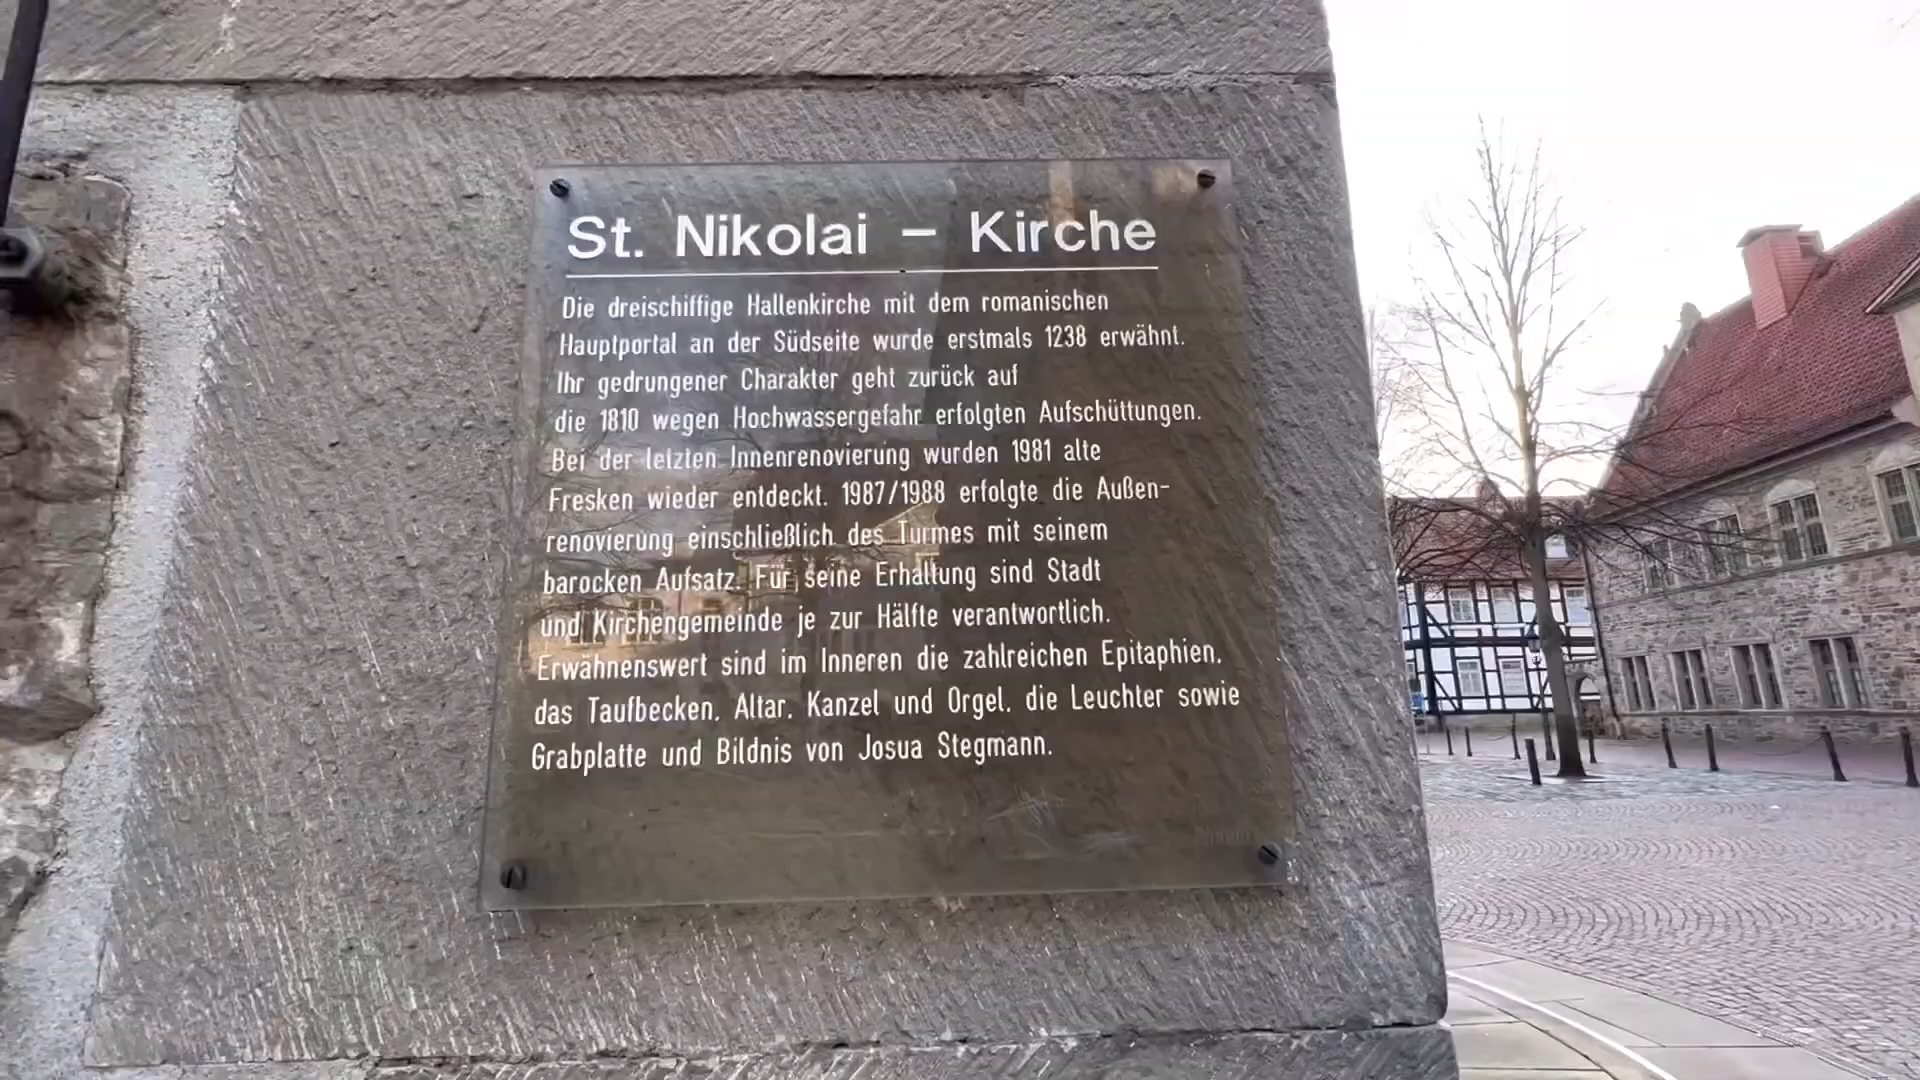 St. Nikolai – Kirche
Die dreischiffige Hallenkirche mit dem romanischen
Hauptportal an der Südseite wurde erstmals 1238 erwähnt.
Ihr gedrungener Charakter geht zurück auf
die 1810 wegen Hochwassergefahr erfolgten Aufschüttungen.
Bei der letzten Innenrenovierung wurden 1981 alte
Fresken wieder entdeckt. 1987/1988 erfolgte die Außen-
renovierung einschließlich des Turmes mit seinem
barocken Aufsatz. Für seine Erhaltung sind Stadt
und Kirchengemeinde je zur Hälfte verantwortlich.
Erwähnenswert sind im Inneren die zahlreichen Epitaphien,
das Taufbecken, Altar, Kanzel und Orgel, die Leuchter sowie
Grabplatte und Bildnis von Josua Stegmann.